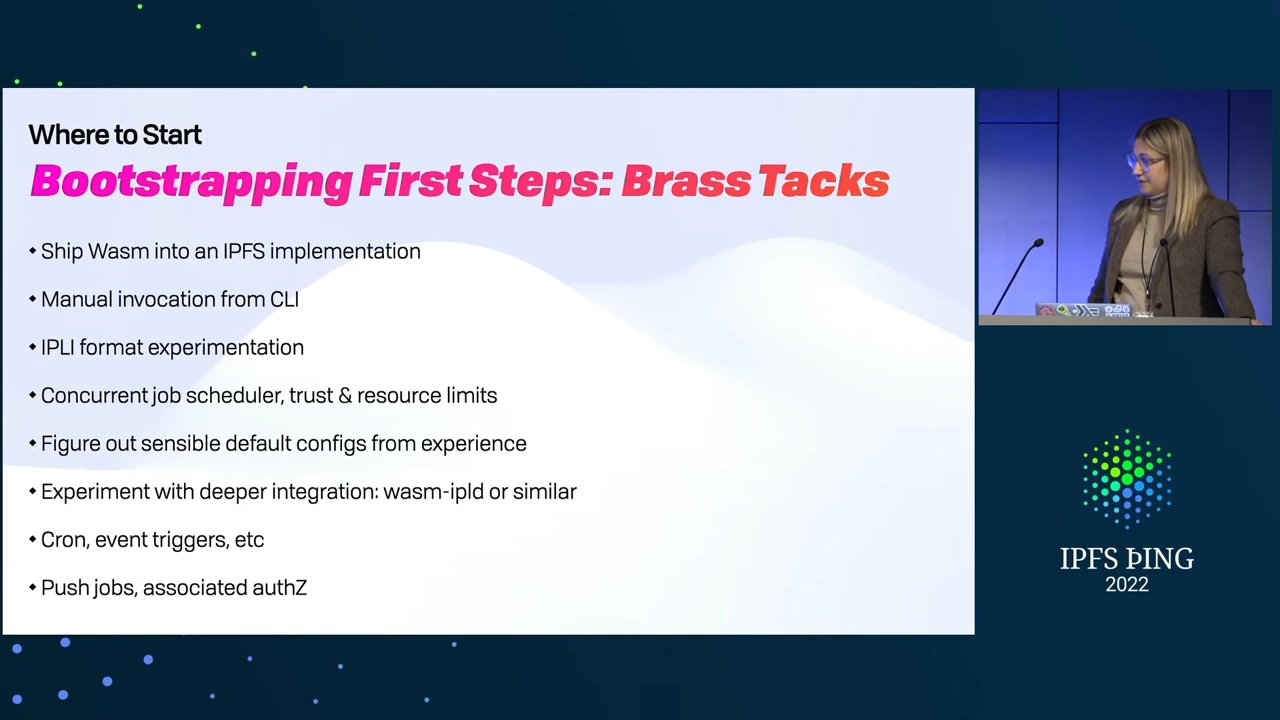 Where to Start
Bootstrapping First Steps: Brass Tacks
• Ship Wasm into an IPFS implementation
• Manual invocation from CLI
• IPLI format experimentation
• Concurrent job scheduler, trust & resource limits
• Figure out sensible default configs from experience
• Experiment with deeper integration: wasm-ipld or similar
• Cron, event triggers, etc
• Push jobs, associated authZ
IPFS ÞING
2022